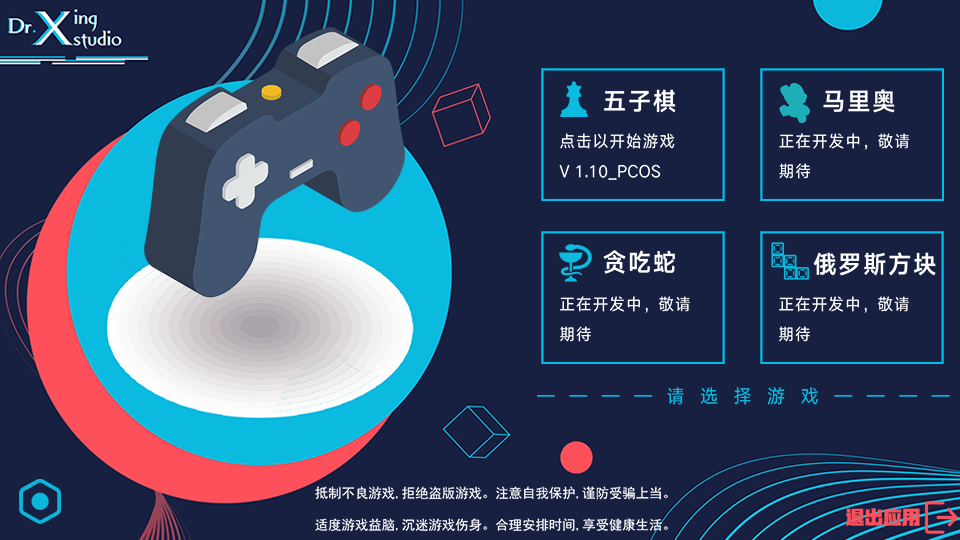 Dr.Xing
studio
五子棋
点击以开始游戏
V 1.10_PCOS
马里奥
正在开发中，敬请
期待
贪吃蛇
正在开发中，敬请
期待
俄罗斯方块
正在开发中，敬请
期待
请选择游戏
抵制不良游戏,拒绝盗版游戏。注意自我保护,谨防受骗上当。
适度游戏益脑,沉迷游戏伤身。合理安排时间,享受健康生活。
退出应用